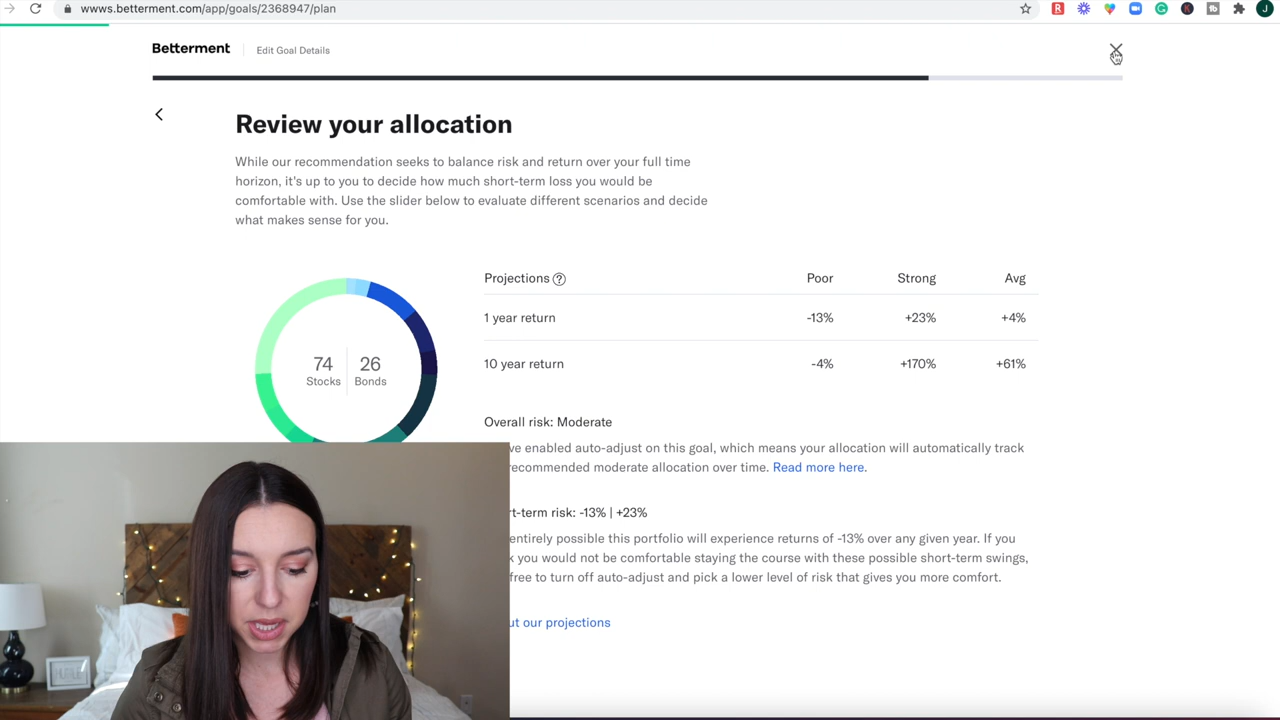 wwws.betterment.com/app/goals/2368947/plan
Betterment
Edit Goal Details
Review your allocation
While our recommendation seeks to balance risk and return over your full time
horizon, it's up to you to decide how much short-term loss you would be
comfortable with. Use the slider below to evaluate different scenarios and decide
what makes sense for you.
74 Stocks
26 Bonds
Projections ? Poor Strong Avg
1 year return -13% +23% +4%
10 year return -4% +170% +61%
Overall risk: Moderate
ve enabled auto-adjust on this goal, which means your allocation will automatically track
recommended moderate allocation over time. Read more here.
rt-term risk: -13% | +23%
entirely possible this portfolio will experience returns of -13% over any given year. If you
k you would not be comfortable staying the course with these possible short-term swings,
free to turn off auto-adjust and pick a lower level of risk that gives you more comfort.
ut our projections
HUSTLE